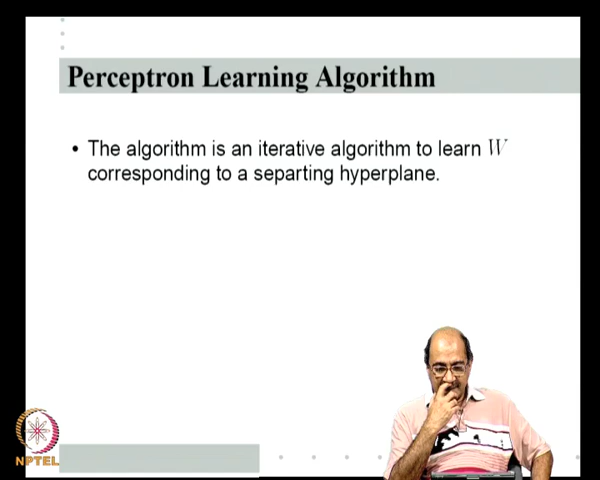 Perceptron Learning Algorithm
• The algorithm is an iterative algorithm to learn W
corresponding to a separting hyperplane.
NPTEL